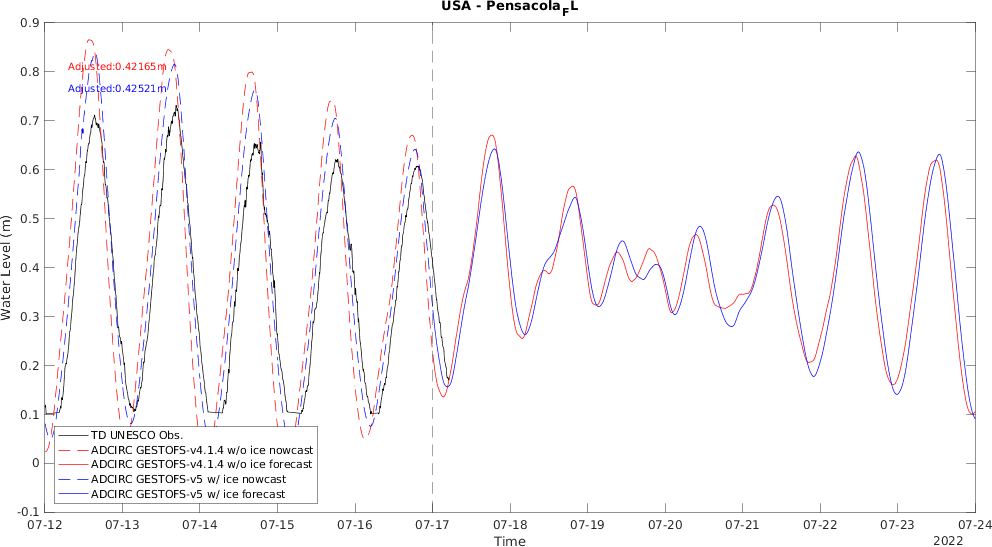 USA - Pensacola_FL
0.9
0.8
0.7
0.6
0.5
0.4
0.3
0.2
0.1
0
-0.1
Water Level (m)
Adjusted:0.42165m
Adjusted:0.42521m
TD UNESCO Obs.
ADCIRC GESTOFS-v4.1.4 w/o ice nowcast
ADCIRC GESTOFS-v4.1.4 w/o ice forecast
ADCIRC GESTOFS-v5 w/ ice nowcast
ADCIRC GESTOFS-v5 w/ ice forecast
07-12 07-13 07-14 07-15 07-16 07-17 07-18 07-19 07-20 07-21 07-22 07-23 07-24
Time
2022